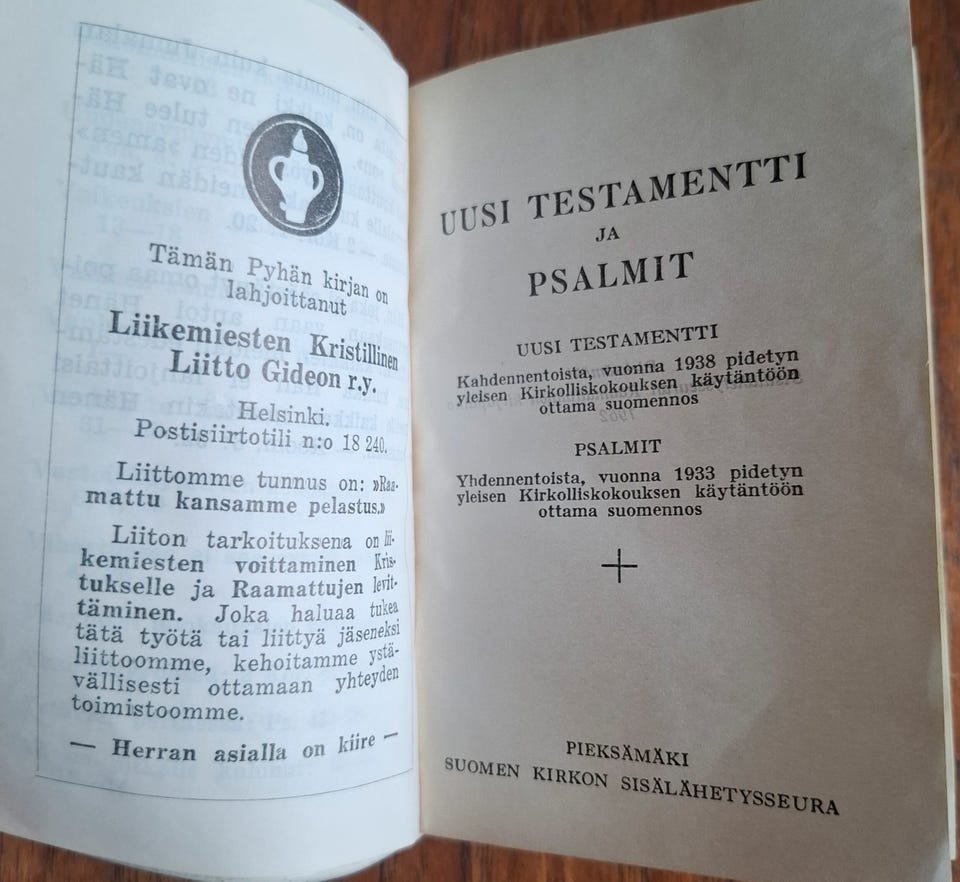 Tämän Pyhän kirjan on
lahjoittanut
Liikemiesten Kristillinen
Liitto Gideon r.y.
Helsinki.
Postisiirtotili n:o 18 240.
Liittomme tunnus on: »Raa-
mattu kansamme pelastus.»
Liiton tarkoituksena on lii-
kemiesten voittaminen Kris-
tukselle ja Raamattujen levit-
täminen. Joka haluaa tukea
tätä työtä tai liittyä jäseneksi
liittoomme, kehoitamme ystä-
vällisesti ottamaan yhteyden
toimistoomme.
— Herran asialla on kiire —
UUSI TESTAMENTTI
JA
PSALMIT
UUSI TESTAMENTTI
Kahdennentoista, vuonna 1938 pidetyn
yleisen Kirkolliskokouksen käytäntöön
ottama suomennos
PSALMIT
Yhdennentoista, vuonna 1933 pidetyn
yleisen Kirkolliskokouksen käytäntöön
ottama suomennos
PIEKSÄMÄKI
SUOMEN KIRKON SISÄLÄHETYSSEURA